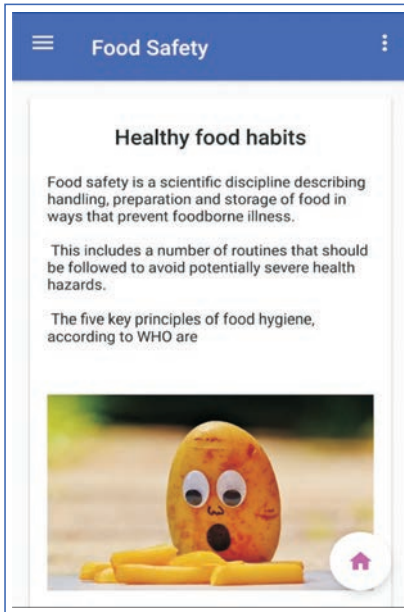 Food Safety
Healthy food habits
Food safety is a scientific discipline describing
handling, preparation and storage of food in
ways that prevent foodborne illness.
This includes a number of routines that should
be followed to avoid potentially severe health
hazards.
The five key principles of food hygiene,
according to WHO are